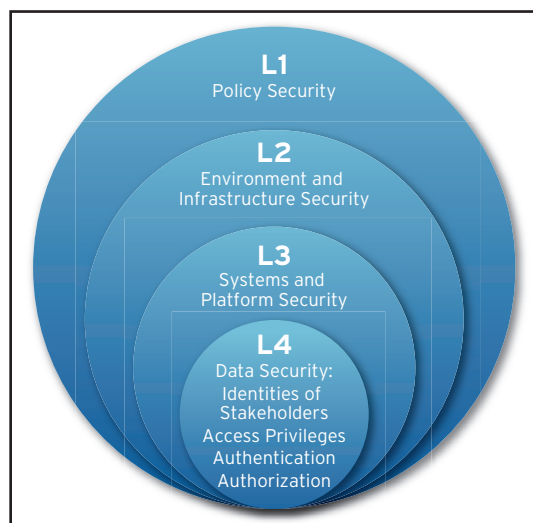 L1
Policy Security
L2
Environment and
Infrastructure Security
L3
Systems and
Platform Security
L4
Data Security:
Identities of
Stakeholders
Access Privileges
Authentication
Authorization